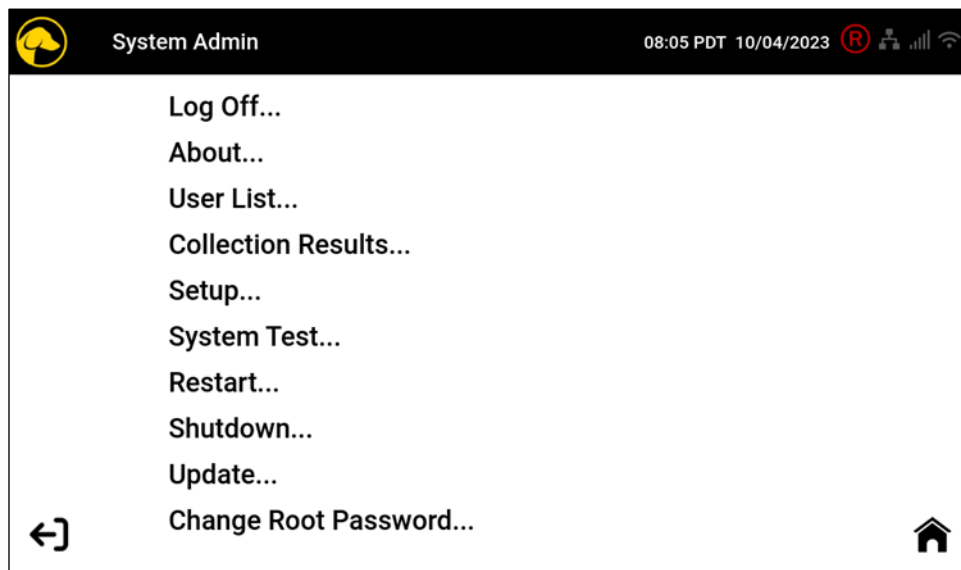 System Admin
08:05 PDT 10/04/2023 R
Log Off...
About...
User List...
Collection Results...
Setup...
System Test...
Restart...
Shutdown...
Update...
Change Root Password...